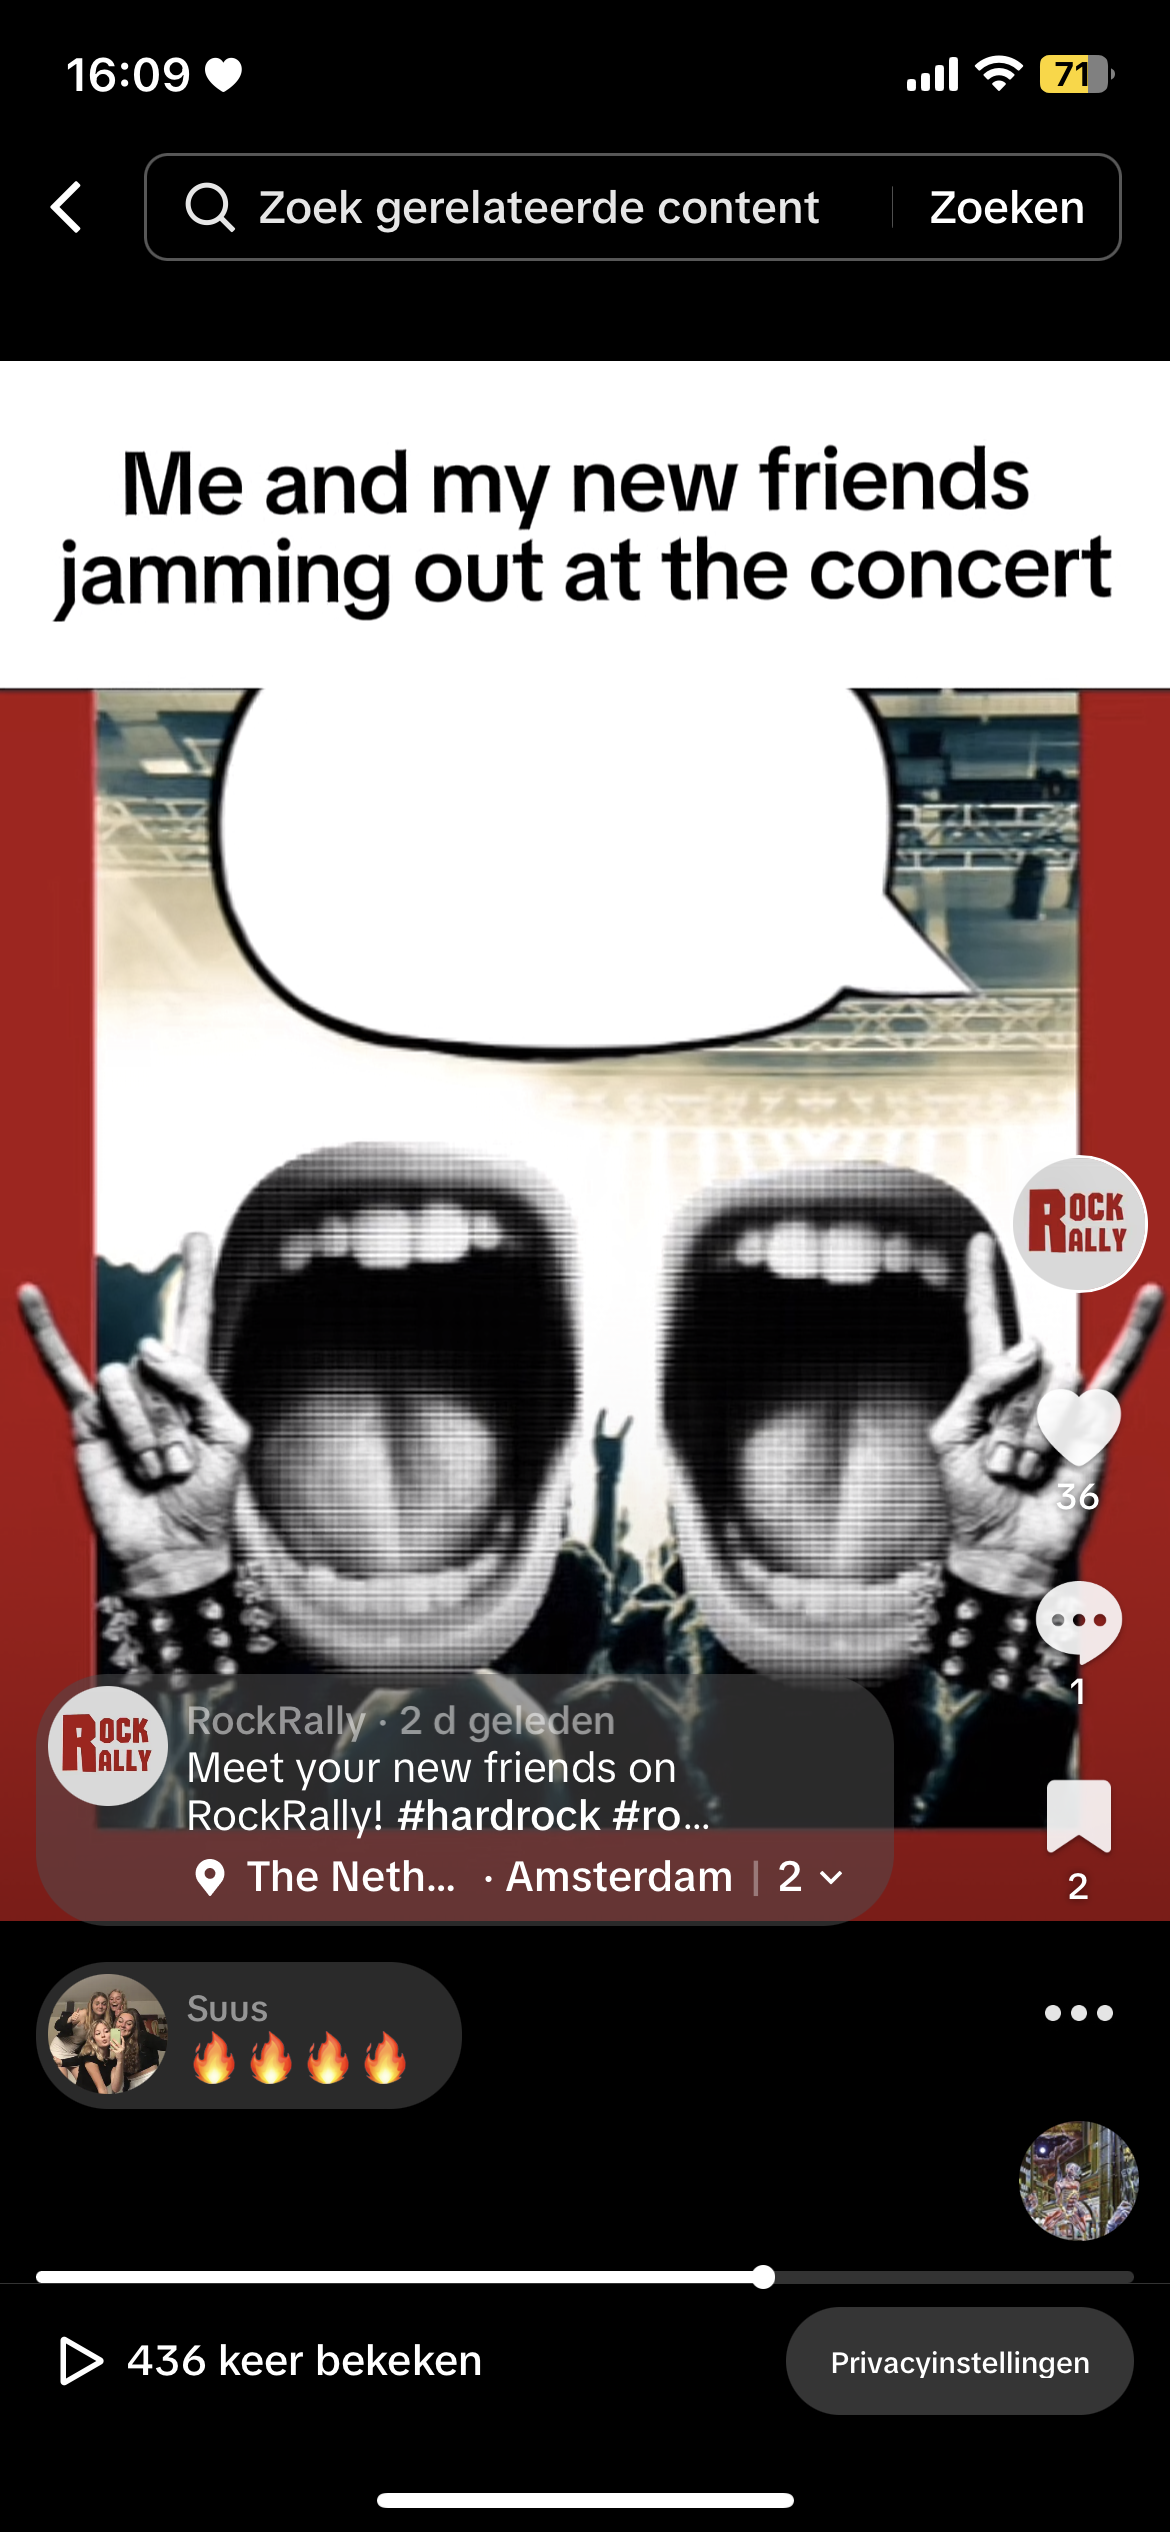 16:09
71
Zoek gerelateerde content
Zoeken
Me and my new friends
jamming out at the concert
ROCK
RALLY
36
1
ROCK
RALLY
RockRally · 2 d geleden
Meet your new friends on
RockRally! #hardrock #ro...
The Neth... · Amsterdam | 2
2
Suus
🔥🔥🔥🔥
436 keer bekeken
Privacyinstellingen